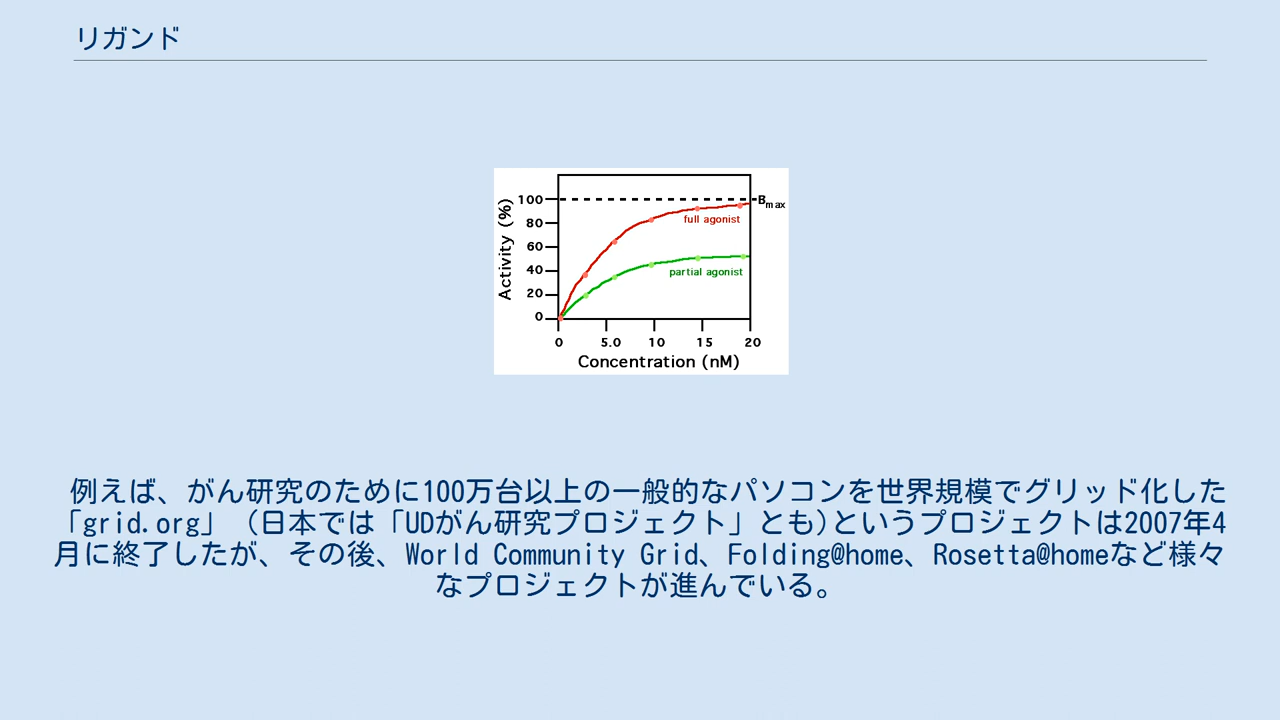 リガンド
Activity (%)
100
80
60
40
20
0
Bmax
full agonist
partial agonist
0 5.0 10 15 20
Concentration (nM)
例えば、がん研究のために100万台以上の一般的なパソコンを世界規模でグリッド化した
「grid.org」 (日本では「UDがん研究プロジェクト」とも)というプロジェクトは2007年4
月に終了したが、その後、World Community Grid、Folding@home、Rosetta@homeなど様々
なプロジェクトが進んでいる。